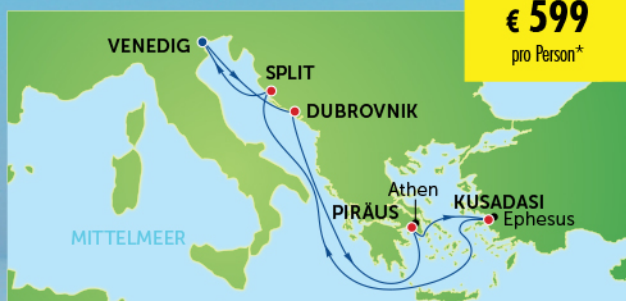 € 599
pro Person*
VENEDIG
SPLIT
DUBROVNIK
Athen
KUSADASI
PIRÄUS
Ephesus
MITTELMEER